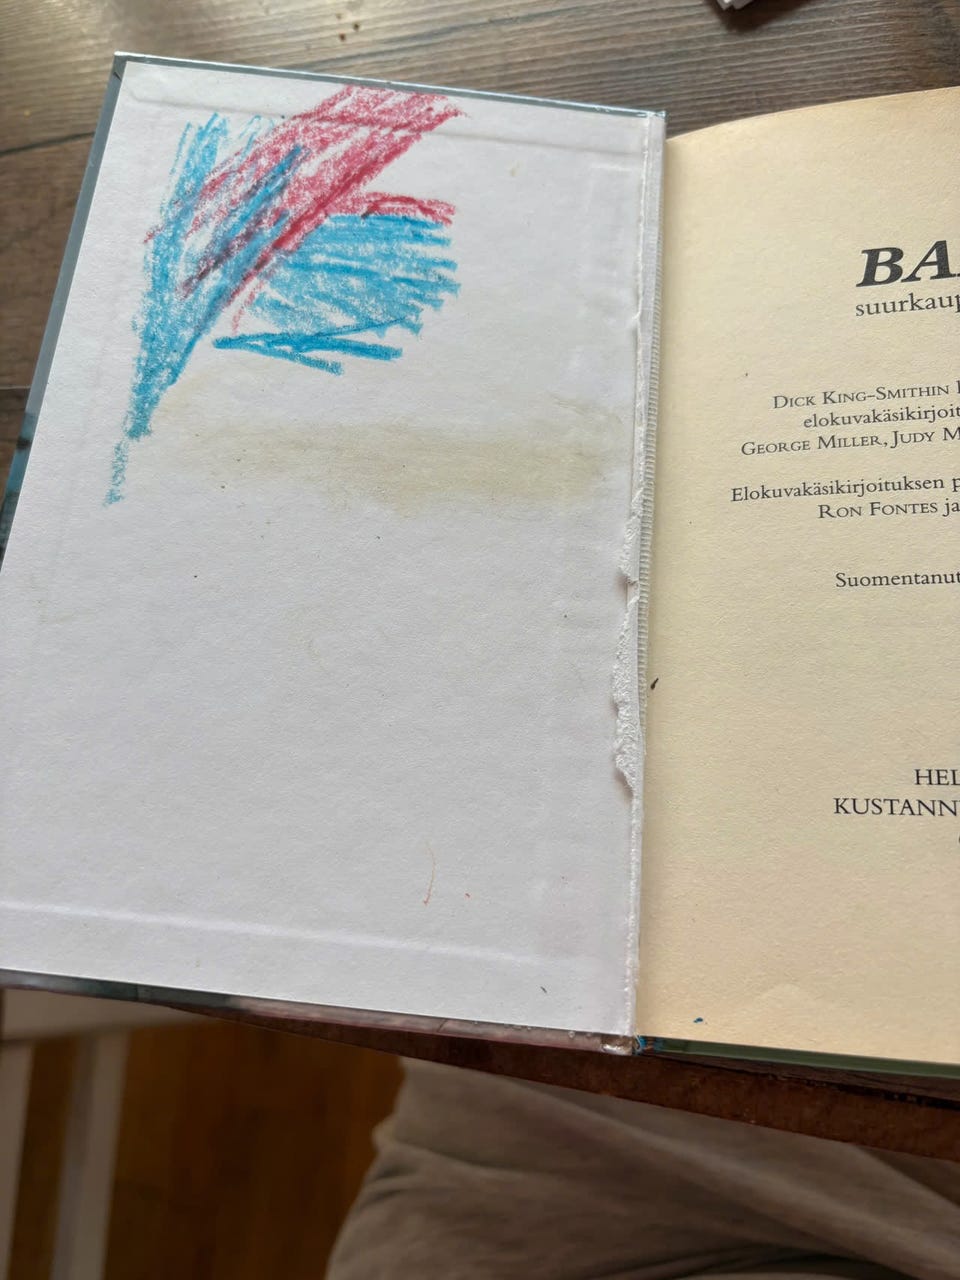 BA
suurkaup
DICK KING-SMITHIN
elokuvakäsikirjoit
GEORGE MILLER, JUDY M
Elokuvakäsikirjoituksen p
RON FONTES ja
Suomentanut
HEL
KUSTANN